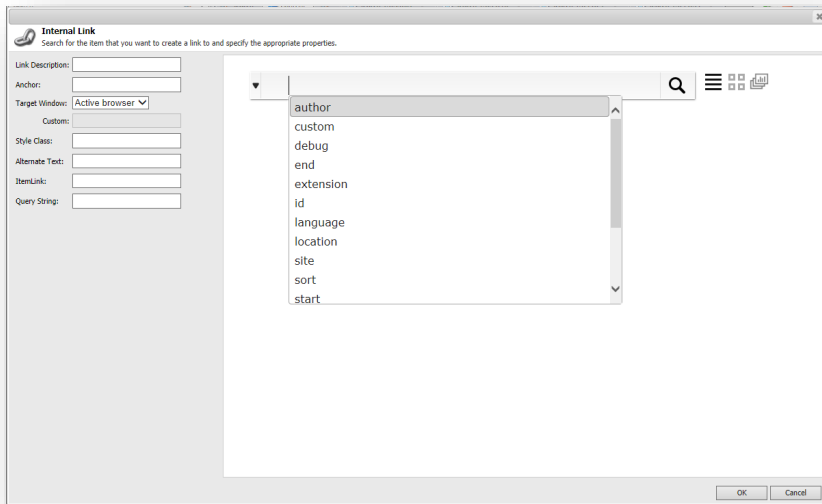 Internal Link
Search for the item that you want to create a link to and specify the appropriate properties.
Link Description:
Anchor:
Target Window: Active browser
Custom:
Style Class:
Alternate Text:
ItemLink:
Query String:
author
custom
debug
end
extension
id
language
location
site
sort
start
OK Cancel